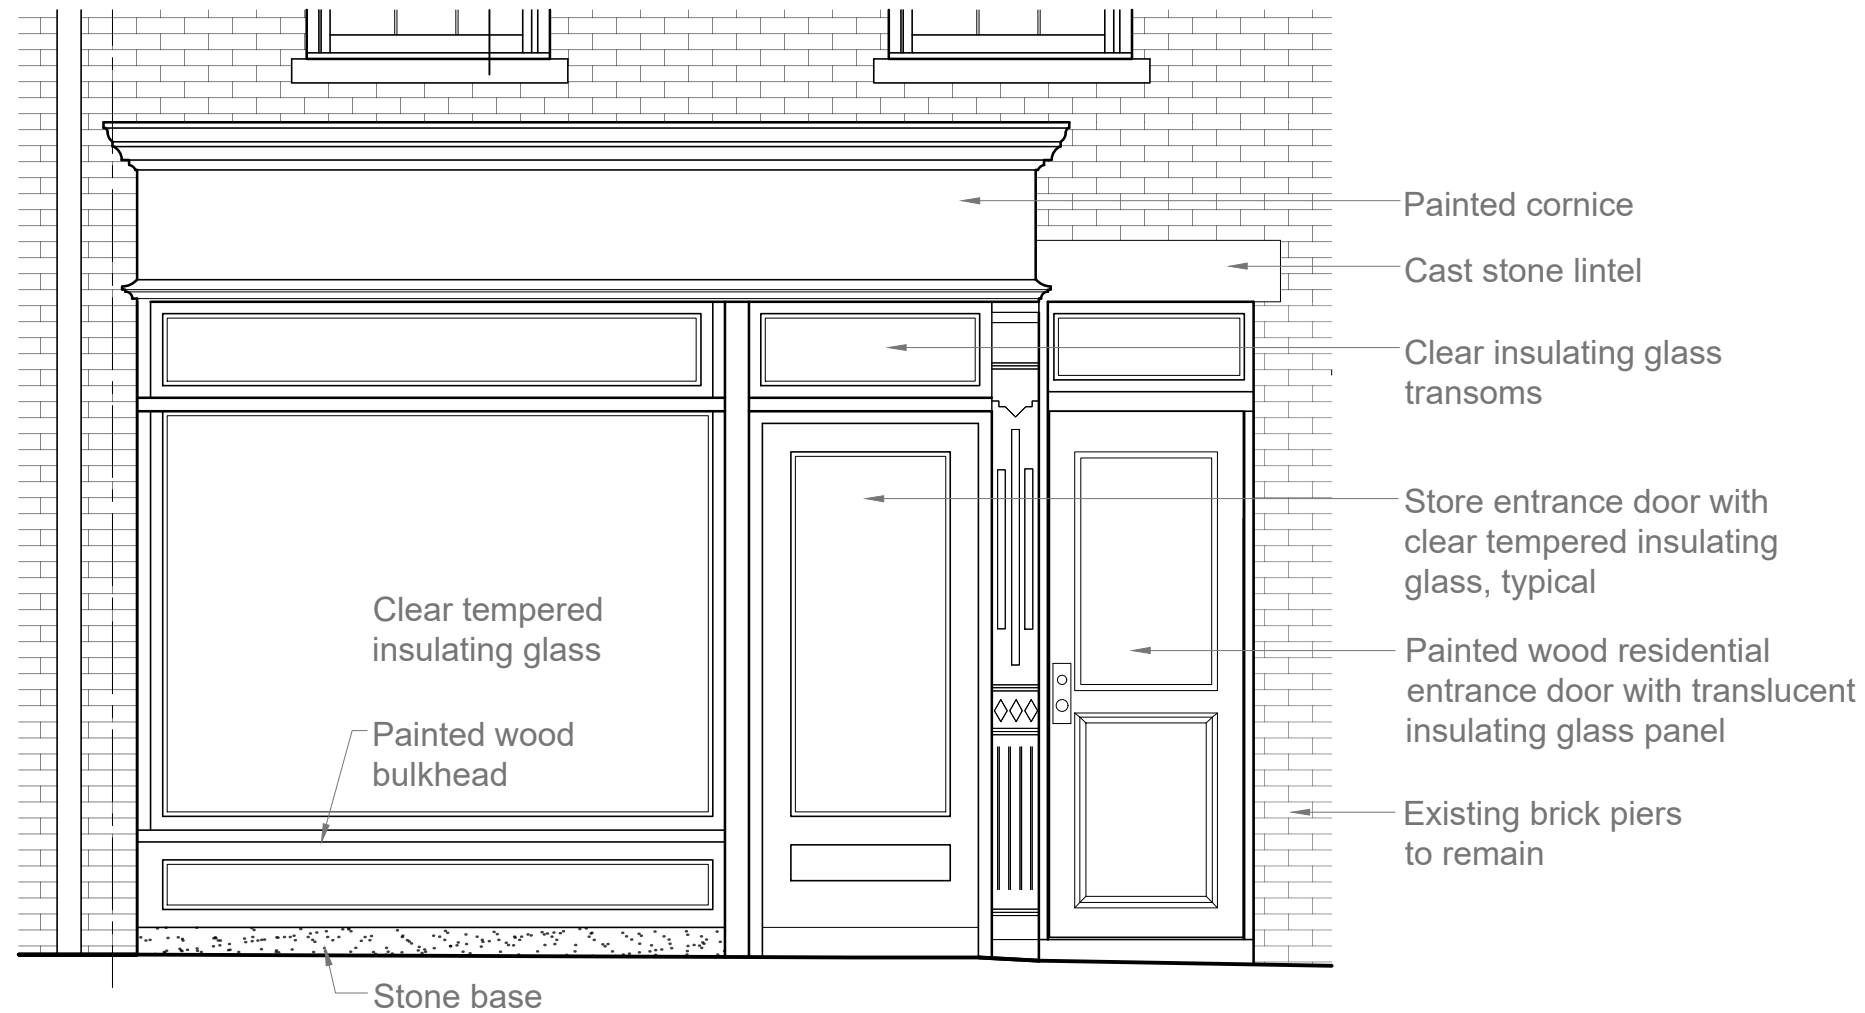 Painted cornice
Cast stone lintel
Clear insulating glass
transoms
Store entrance door with
clear tempered insulating
glass, typical
Clear tempered
insulating glass
Painted wood residential
entrance door with translucent
insulating glass panel
Painted wood
bulkhead
Existing brick piers
to remain
Stone base